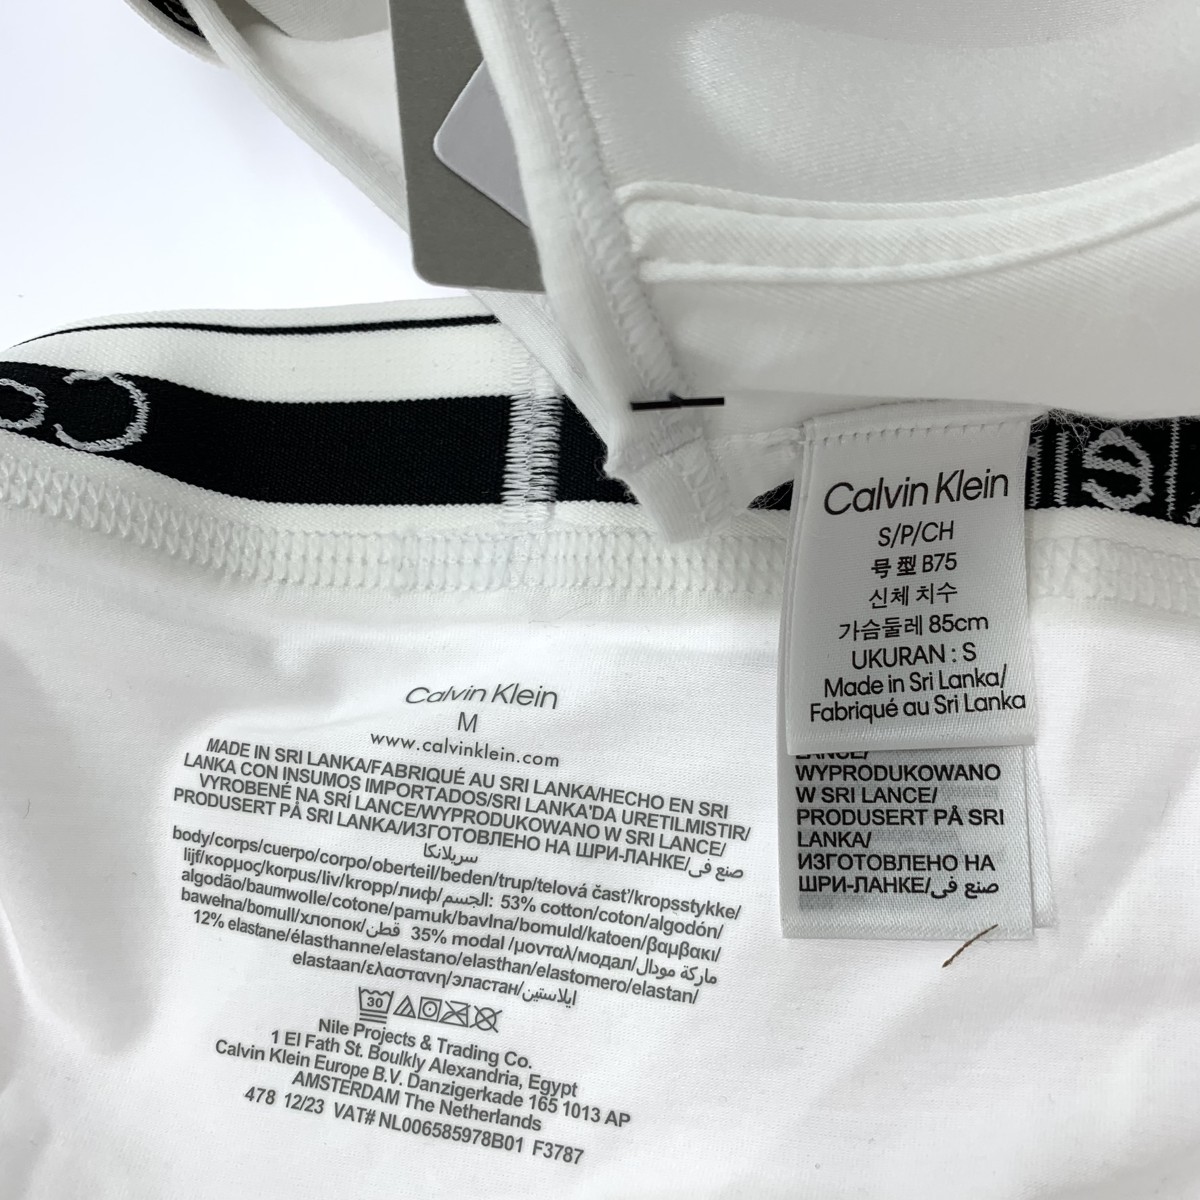 Calvin Klein
S/P/CH
号型 B75
신체 치수
가슴둘레 85cm
UKURAN : S
Made in Sri Lanka/
Fabriqué au Sri Lanka
WYPRODUKOWANO
W SRI LANCE/
PRODUSERT PÅ SRI
LANKA/
ИЗГОТОВЛЕНО НА
ШРИ-ЛАНКЕ/صنع في
Calvin Klein
M
www.calvinklein.com
MADE IN SRI LANKA/FABRIQUÉ AU SRI LANKA/HECHO EN SRI
LANKA CON INSUMOS IMPORTADOS/SRI LANKA'DA URETILMISTIR/
VYROBENÉ NA SRÍ LANCE/WYPRODUKOWANO W SRI LANCE/
PRODUSERT PÅ SRI LANKA/ИЗГОТОВЛЕНО НА ШРИ-ЛАНКЕ/صنع في
سريلانكا
body/corps/cuerpo/corpo/oberteil/beden/trup/telová časť/kropsstykke/
lijf/κορμος/korpus/liv/kropp/лиф/الجسم: 53% cotton/coton/algodón/
algodão/baumwolle/cotone/pamuk/bavlna/bomuld/katoen/βαμβακι/
bawełna/bomull/хлопок/قطن 35% modal /μονταλ/модал/ماركة مودال
12% elastane/élasthanne/elastano/elasthan/elastomero/elastan/
elastaan/ελαστανη/эластан/ايلاستين
30
Nile Projects & Trading Co.
1 El Fath St. Boulkly Alexandria, Egypt
Calvin Klein Europe B.V. Danzigerkade 165 1013 AP
AMSTERDAM The Netherlands
478 12/23 VAT# NL006585978B01 F3787